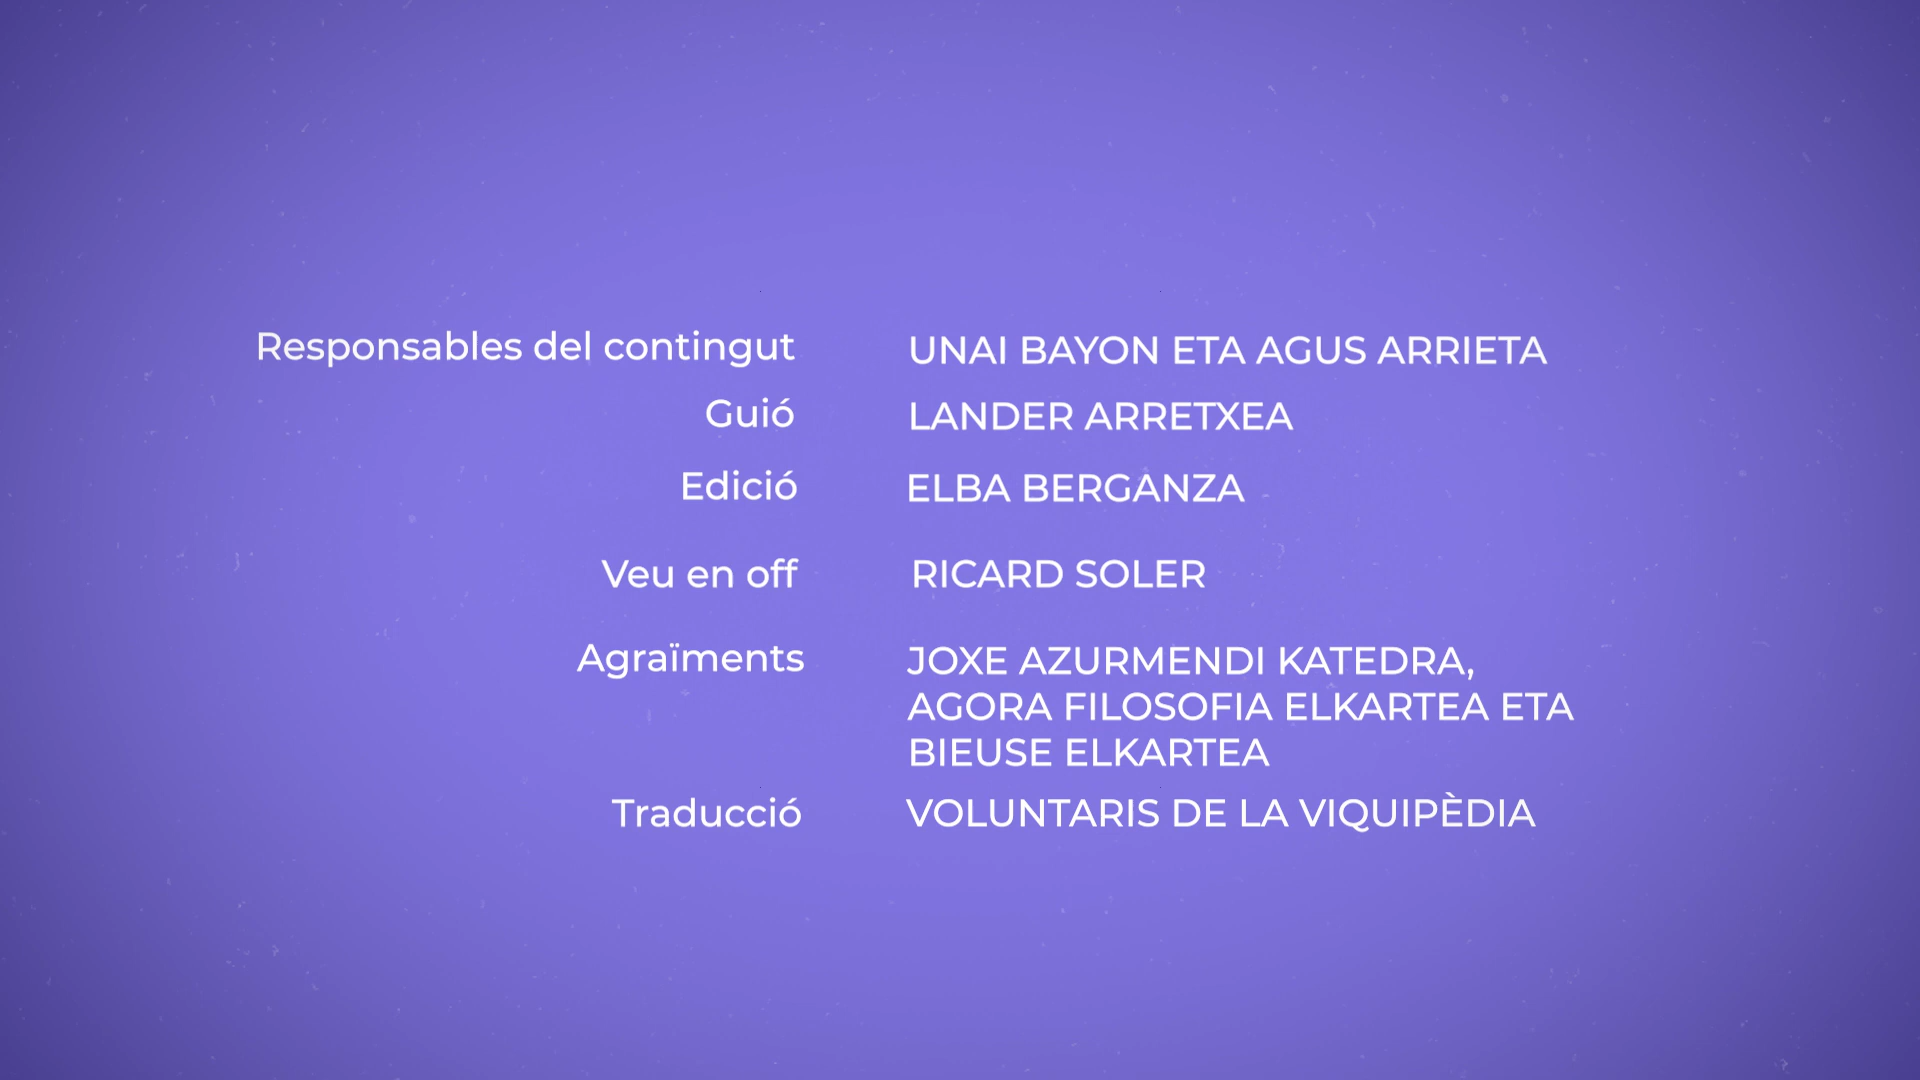 Responsables del contingut UNAI BAYON ETA AGUS ARRIETA
Guió LANDER ARRETXEA
Edició ELBA BERGANZA
Veu en off RICARD SOLER
Agraïments JOXE AZURMENDI KATEDRA,
AGORA FILOSOFIA ELKARTEA ETA
BIEUSE ELKARTEA
Traducció VOLUNTARIS DE LA VIQUIPÈDIA